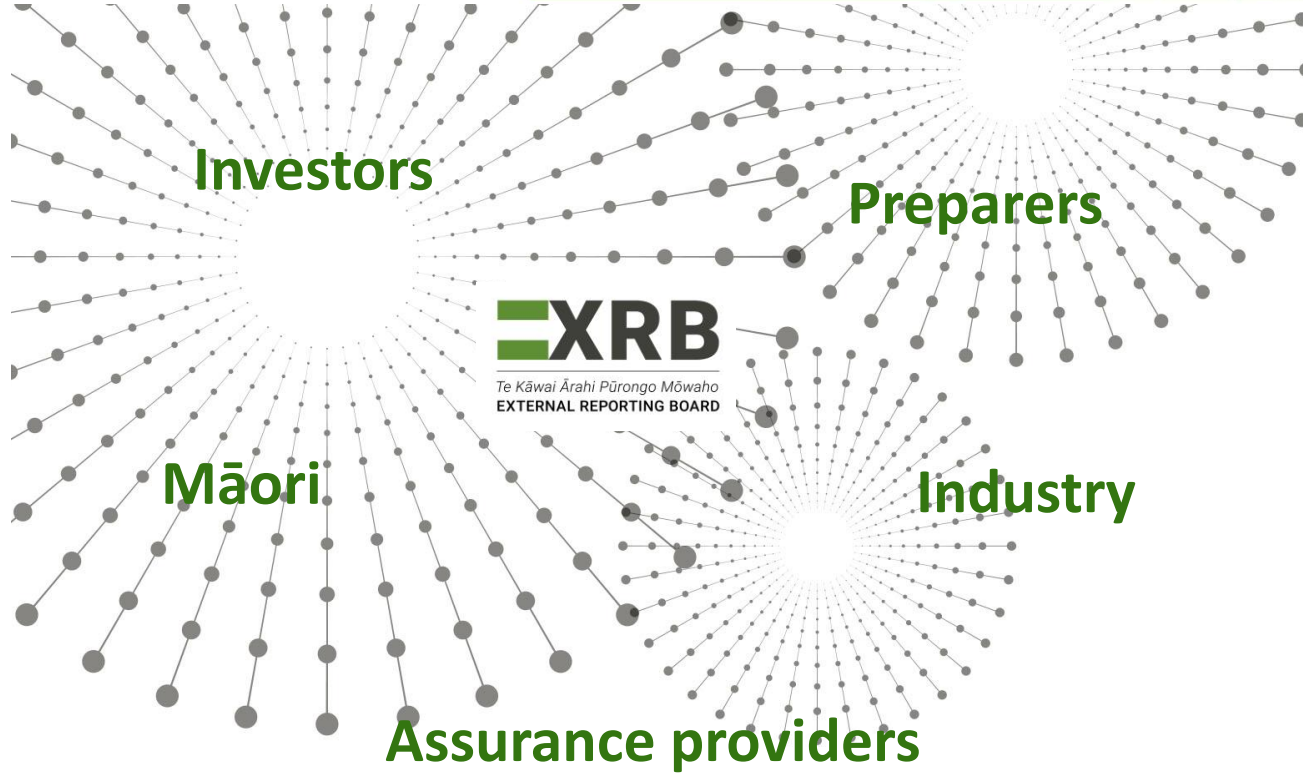 Investors
Preparers
XRB
Te Kāwai Ārahi Pūrongo Mōwaho
EXTERNAL REPORTING BOARD
Māori
Industry
Assurance providers